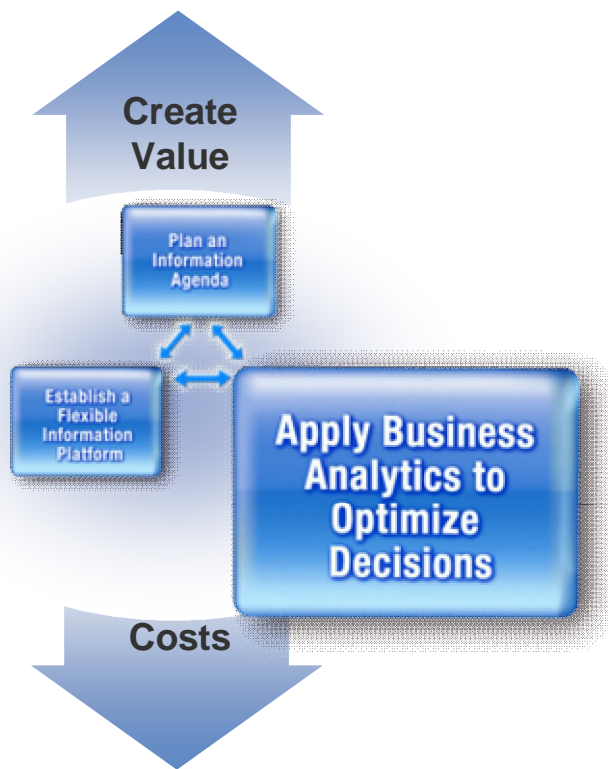 Create
Value
Plan an
Information
Agenda
Establish a
Flexible
Information
Platform
Apply Business
Analytics to
Optimize
Decisions
Costs